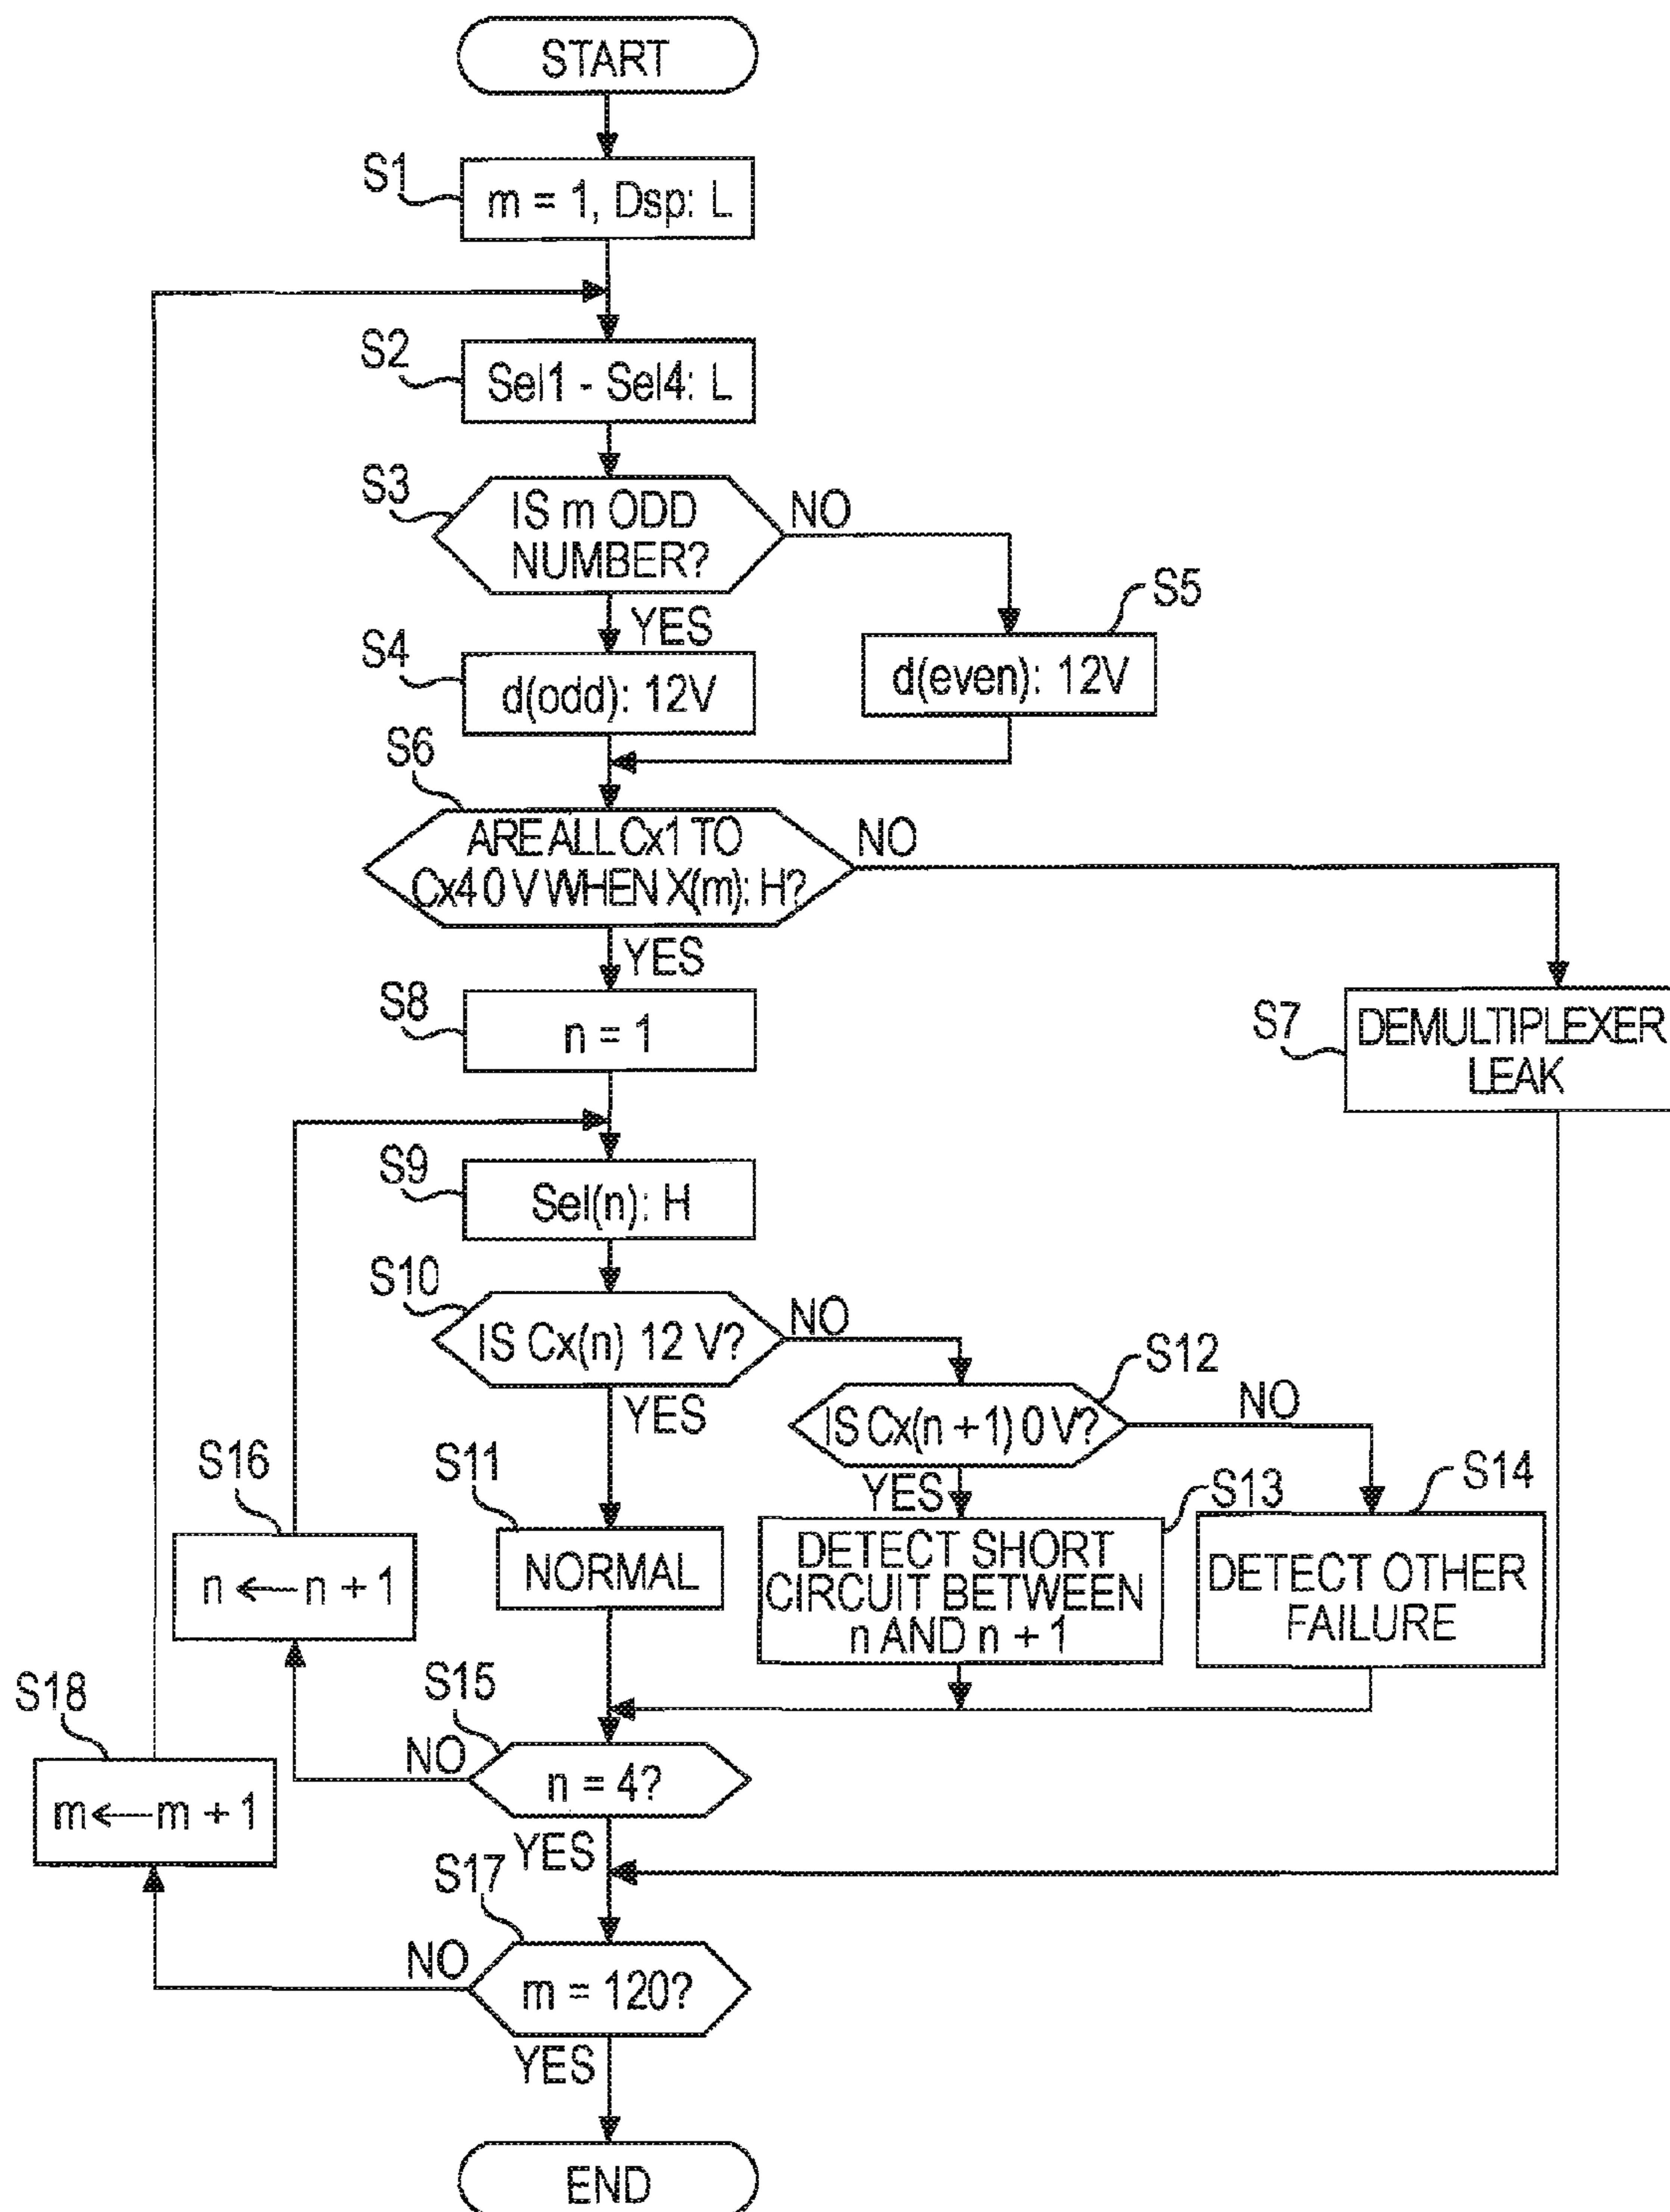 START
S1
m = 1, Dsp: L
S2
Sel1 - Sel4: L
S3
IS m ODD
NUMBER?
NO
YES
S4
d(odd): 12V
S5
d(even): 12V
S6
ARE ALL Cx1 TO
Cx4 0 V WHEN X(m): H?
NO
YES
S8
n = 1
S7
DEMULTIPLEXER
LEAK
S9
Sel(n): H
S10
IS Cx(n) 12 V?
NO
YES
S12
IS Cx(n + 1) 0 V?
NO
YES
S11
NORMAL
S13
DETECT SHORT
CIRCUIT BETWEEN
n AND n + 1
S14
DETECT OTHER
FAILURE
S16
n ← n + 1
S15
n = 4?
NO
YES
S18
m ← m + 1
S17
m = 120?
NO
YES
END